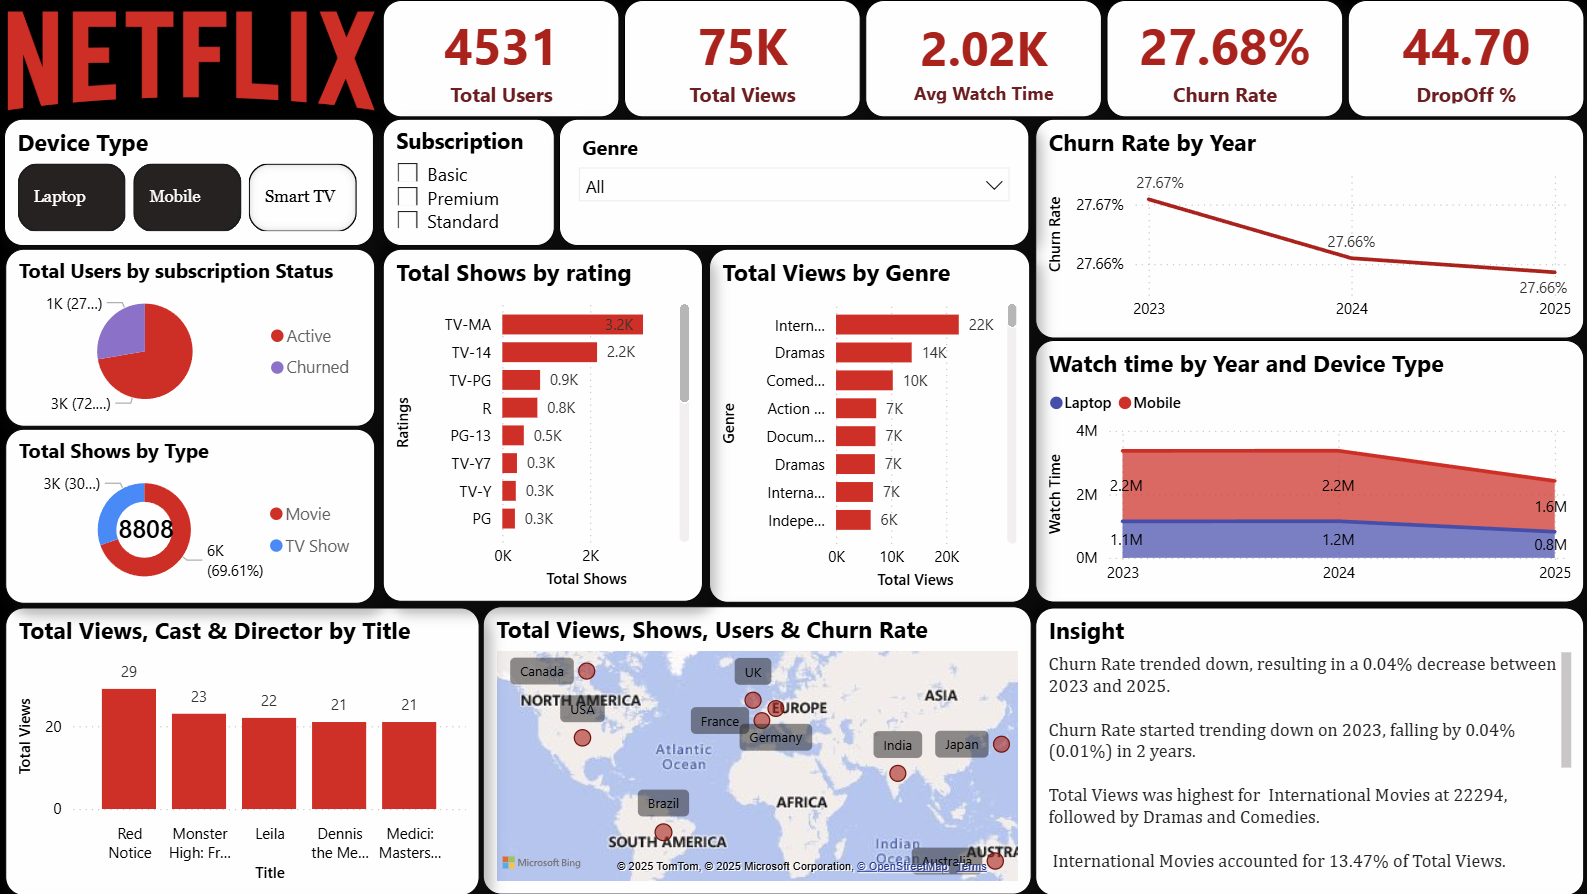 NETFLIX
4531
Total Users
75K
Total Views
2.02K
Avg Watch Time
27.68%
Churn Rate
44.70
DropOff %
Device Type
Laptop
Mobile
Smart TV
Subscription
Basic
Premium
Standard
Genre
All
Churn Rate by Year
Churn Rate
27.67%
27.66%
27.67%
27.66%
27.66%
2023
2024
2025
Total Users by subscription Status
1K (27...)
3K (72....)
Active
Churned
Total Shows by rating
Ratings
TV-MA
3.2K
TV-14
2.2K
TV-PG
0.9K
R
0.8K
PG-13
0.5K
TV-Y7
0.3K
TV-Y
0.3K
PG
0.3K
0K
2K
Total Shows
Total Views by Genre
Genre
Intern...
22K
Dramas
14K
Comed...
10K
Action ...
7K
Docum...
7K
Dramas
7K
Interna...
7K
Indepe...
6K
0K
10K
20K
Total Views
Watch time by Year and Device Type
Laptop
Mobile
Watch Time
4M
2M
0M
2.2M
2.2M
1.6M
1.1M
1.2M
0.8M
2023
2024
2025
Total Shows by Type
3K (30...)
8808
6K
(69.61%)
Movie
TV Show
Total Views, Cast & Director by Title
Total Views
20
0
29
23
22
21
21
Red
Notice
Monster
High: Fr...
Leila
Dennis
the Me...
Medici:
Masters...
Title
Total Views, Shows, Users & Churn Rate
Canada
UK
NORTH AMERICA
USA
EUROPE
ASIA
France
Germany
Atlantic
Ocean
India
Japan
Brazil
AFRICA
SOUTH AMERICA
Indian
Ocean
Australia
AUSTRA
Microsoft Bing
© 2025 TomTom, © 2025 Microsoft Corporation, © OpenStreetMap Terms
Insight
Churn Rate trended down, resulting in a 0.04% decrease between
2023 and 2025.
Churn Rate started trending down on 2023, falling by 0.04%
(0.01%) in 2 years.
Total Views was highest for  International Movies at 22294,
followed by Dramas and Comedies.
International Movies accounted for 13.47% of Total Views.